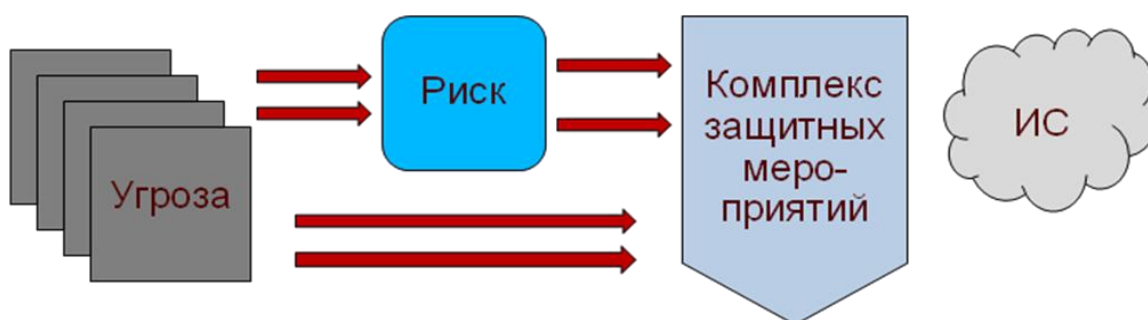 Угроза
Риск
Комплекс
защитных
меро-
приятий
ИС